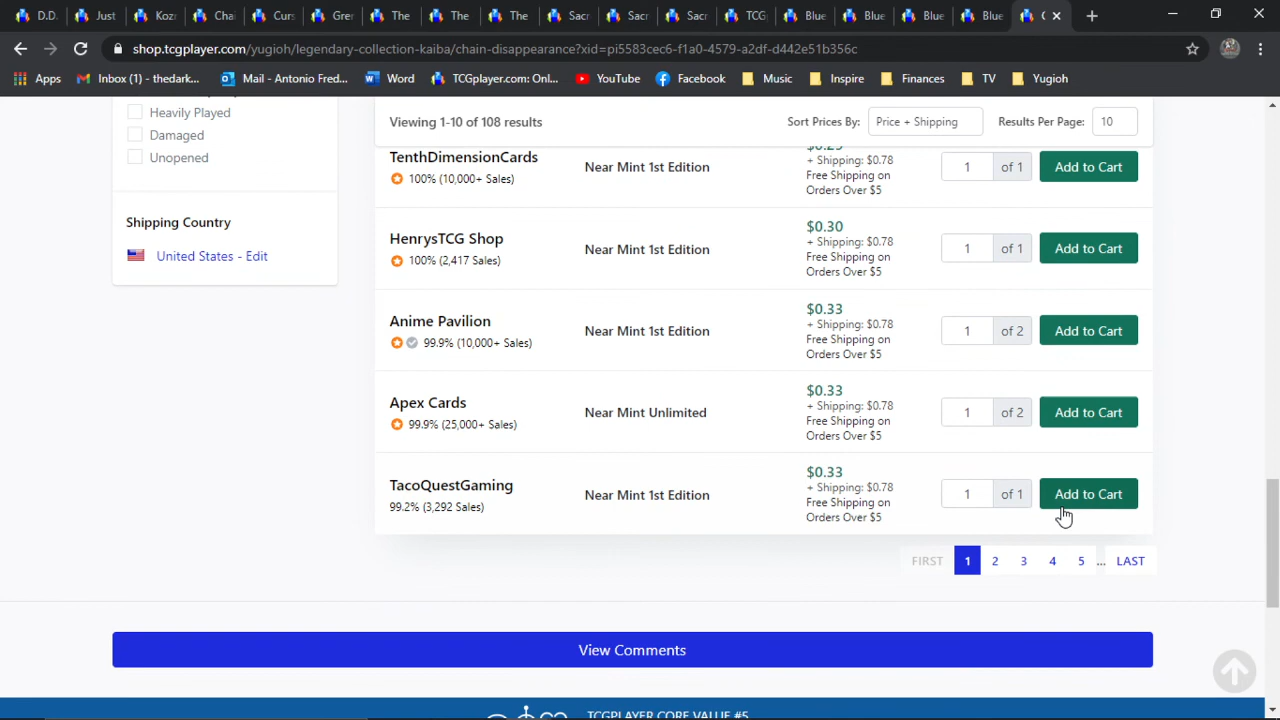 D.D.
Just
Kozr
Chai
Curs
Gren
The
The
The
Sacr
Sacr
Sacr
TCG
Blue
Blue
Blue
Blue
shop.tcgplayer.com/yugioh/legendary-collection-kaiba/chain-disappearance?xid=pi5583cec6-f1a0-4579-a2df-d442e51b356c
Apps
Inbox (1) - thedark...
Mail - Antonio Fred...
Word
TCGplayer.com: Onl...
YouTube
Facebook
Music
Inspire
Finances
TV
Yugioh
Heavily Played
Damaged
Unopened
Shipping Country
United States - Edit
Viewing 1-10 of 108 results
Sort Prices By:
Price + Shipping
Results Per Page:
10
TenthDimensionCards
100% (10,000+ Sales)
Near Mint 1st Edition
+ Shipping: $0.78
Free Shipping on
Orders Over $5
1
of 1
Add to Cart
HenrysTCG Shop
100% (2,417 Sales)
Near Mint 1st Edition
$0.30
+ Shipping: $0.78
Free Shipping on
Orders Over $5
1
of 1
Add to Cart
Anime Pavilion
99.9% (10,000+ Sales)
Near Mint 1st Edition
$0.33
+ Shipping: $0.78
Free Shipping on
Orders Over $5
1
of 2
Add to Cart
Apex Cards
99.9% (25,000+ Sales)
Near Mint Unlimited
$0.33
+ Shipping: $0.78
Free Shipping on
Orders Over $5
1
of 2
Add to Cart
TacoQuestGaming
99.2% (3,292 Sales)
Near Mint 1st Edition
$0.33
+ Shipping: $0.78
Free Shipping on
Orders Over $5
1
of 1
Add to Cart
FIRST 1 2 3 4 5 ... LAST
View Comments
TCGPLAYER CORE VALUE #5